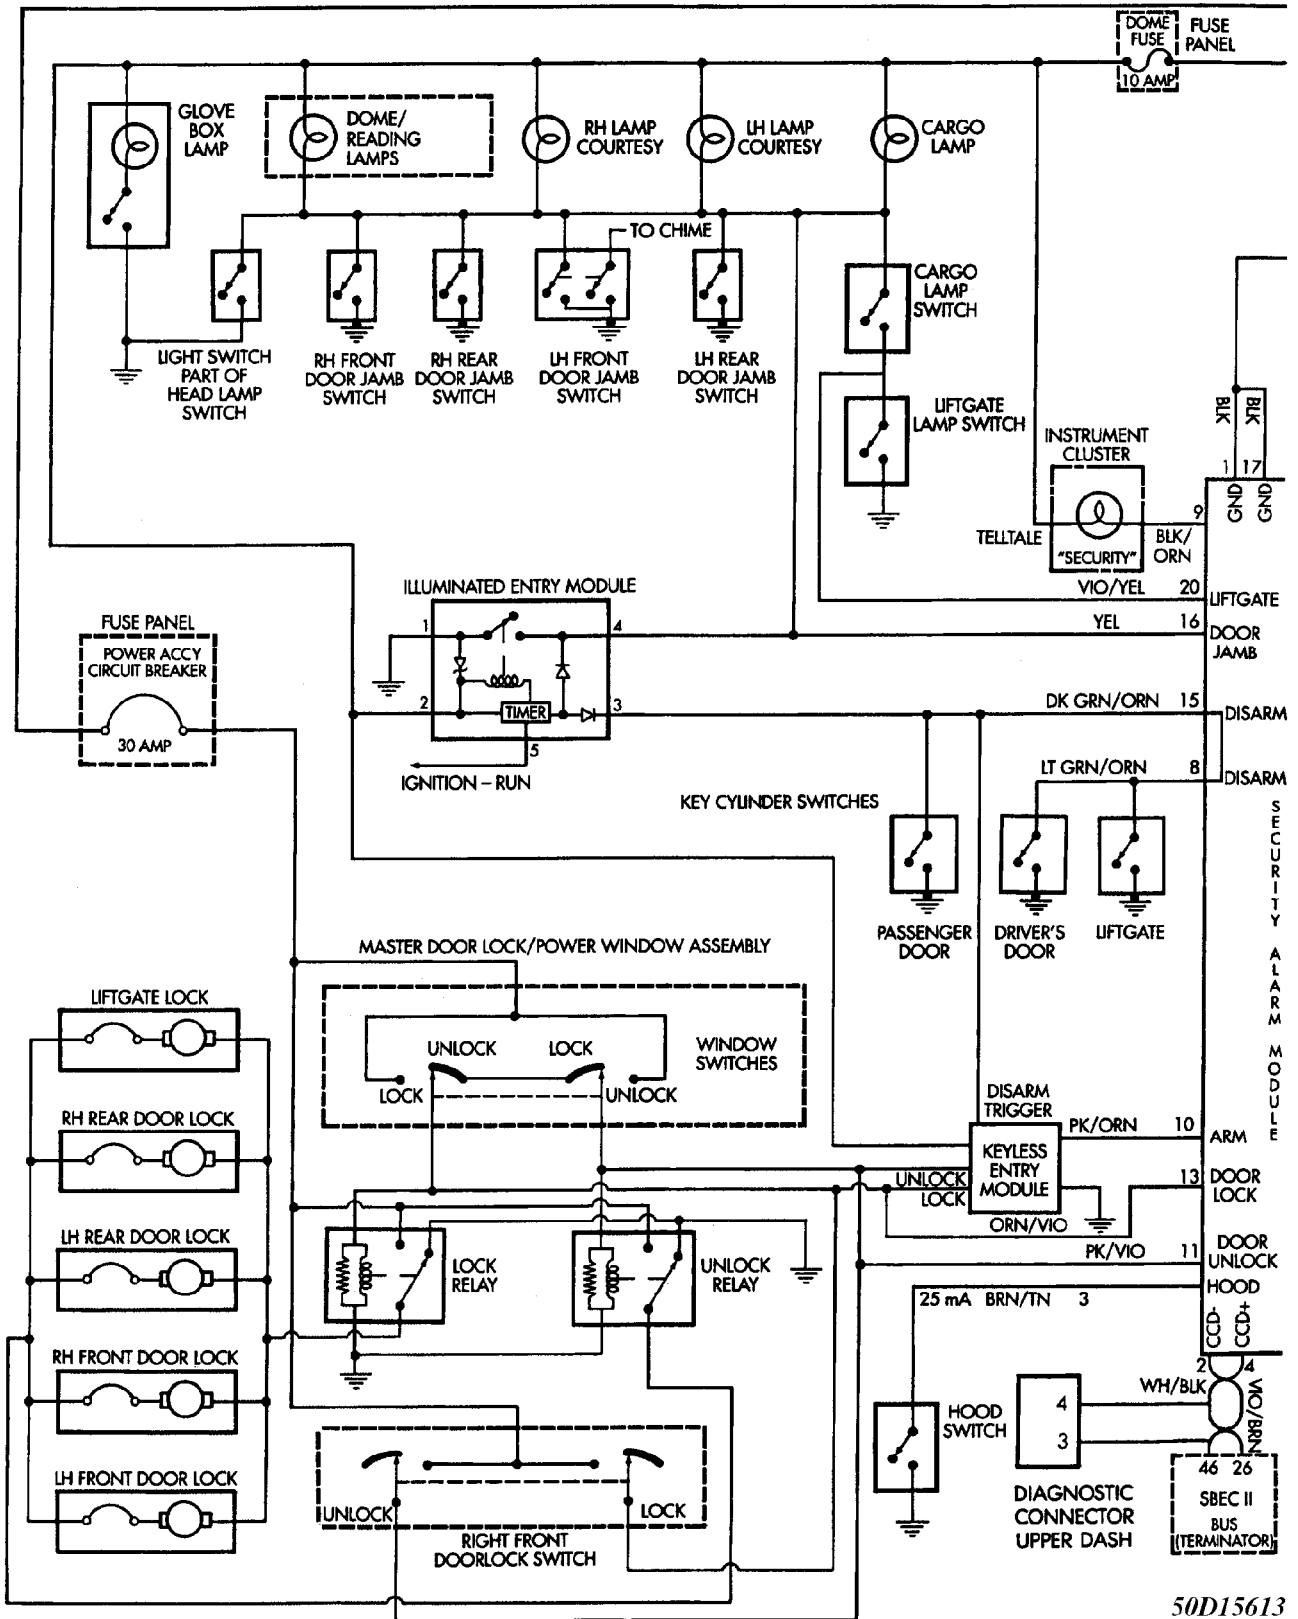 DOME
FUSE
10 AMP
FUSE
PANEL
GLOVE
BOX
LAMP
DOME/
READING
LAMPS
RH LAMP
COURTESY
LH LAMP
COURTESY
CARGO
LAMP
TO CHIME
LIGHT SWITCH
PART OF
HEAD LAMP
SWITCH
RH FRONT
DOOR JAMB
SWITCH
RH REAR
DOOR JAMB
SWITCH
LH FRONT
DOOR JAMB
SWITCH
LH REAR
DOOR JAMB
SWITCH
CARGO
LAMP
SWITCH
LIFTGATE
LAMP SWITCH
BLK
BLK
1
17
GND
GND
INSTRUMENT
CLUSTER
TELLTALE
"SECURITY"
BLK/
ORN
9
VIO/YEL
20
LIFTGATE
YEL
16
DOOR
JAMB
ILLUMINATED ENTRY MODULE
1
4
2
TIMER
3
5
IGNITION – RUN
FUSE PANEL
POWER ACCY
CIRCUIT BREAKER
30 AMP
DK GRN/ORN
15
DISARM
LT GRN/ORN
8
DISARM
KEY CYLINDER SWITCHES
PASSENGER
DOOR
DRIVER'S
DOOR
LIFTGATE
SECURITY ALARM MODULE
MASTER DOOR LOCK/POWER WINDOW ASSEMBLY
UNLOCK
LOCK
WINDOW
SWITCHES
LOCK
UNLOCK
LIFTGATE LOCK
RH REAR DOOR LOCK
LH REAR DOOR LOCK
RH FRONT DOOR LOCK
LH FRONT DOOR LOCK
DISARM
TRIGGER
KEYLESS
ENTRY
MODULE
UNLOCK
LOCK
PK/ORN
10
ARM
13
DOOR
LOCK
ORN/VIO
PK/VIO
11
DOOR
UNLOCK
25 mA
BRN/TN
3
HOOD
CCD-
CCD+
LOCK
RELAY
UNLOCK
RELAY
2
4
WH/BLK
VIO/BRN
HOOD
SWITCH
4
3
DIAGNOSTIC
CONNECTOR
UPPER DASH
46
26
SBEC II
BUS
(TERMINATOR)
UNLOCK
LOCK
RIGHT FRONT
DOORLOCK SWITCH
50D15613